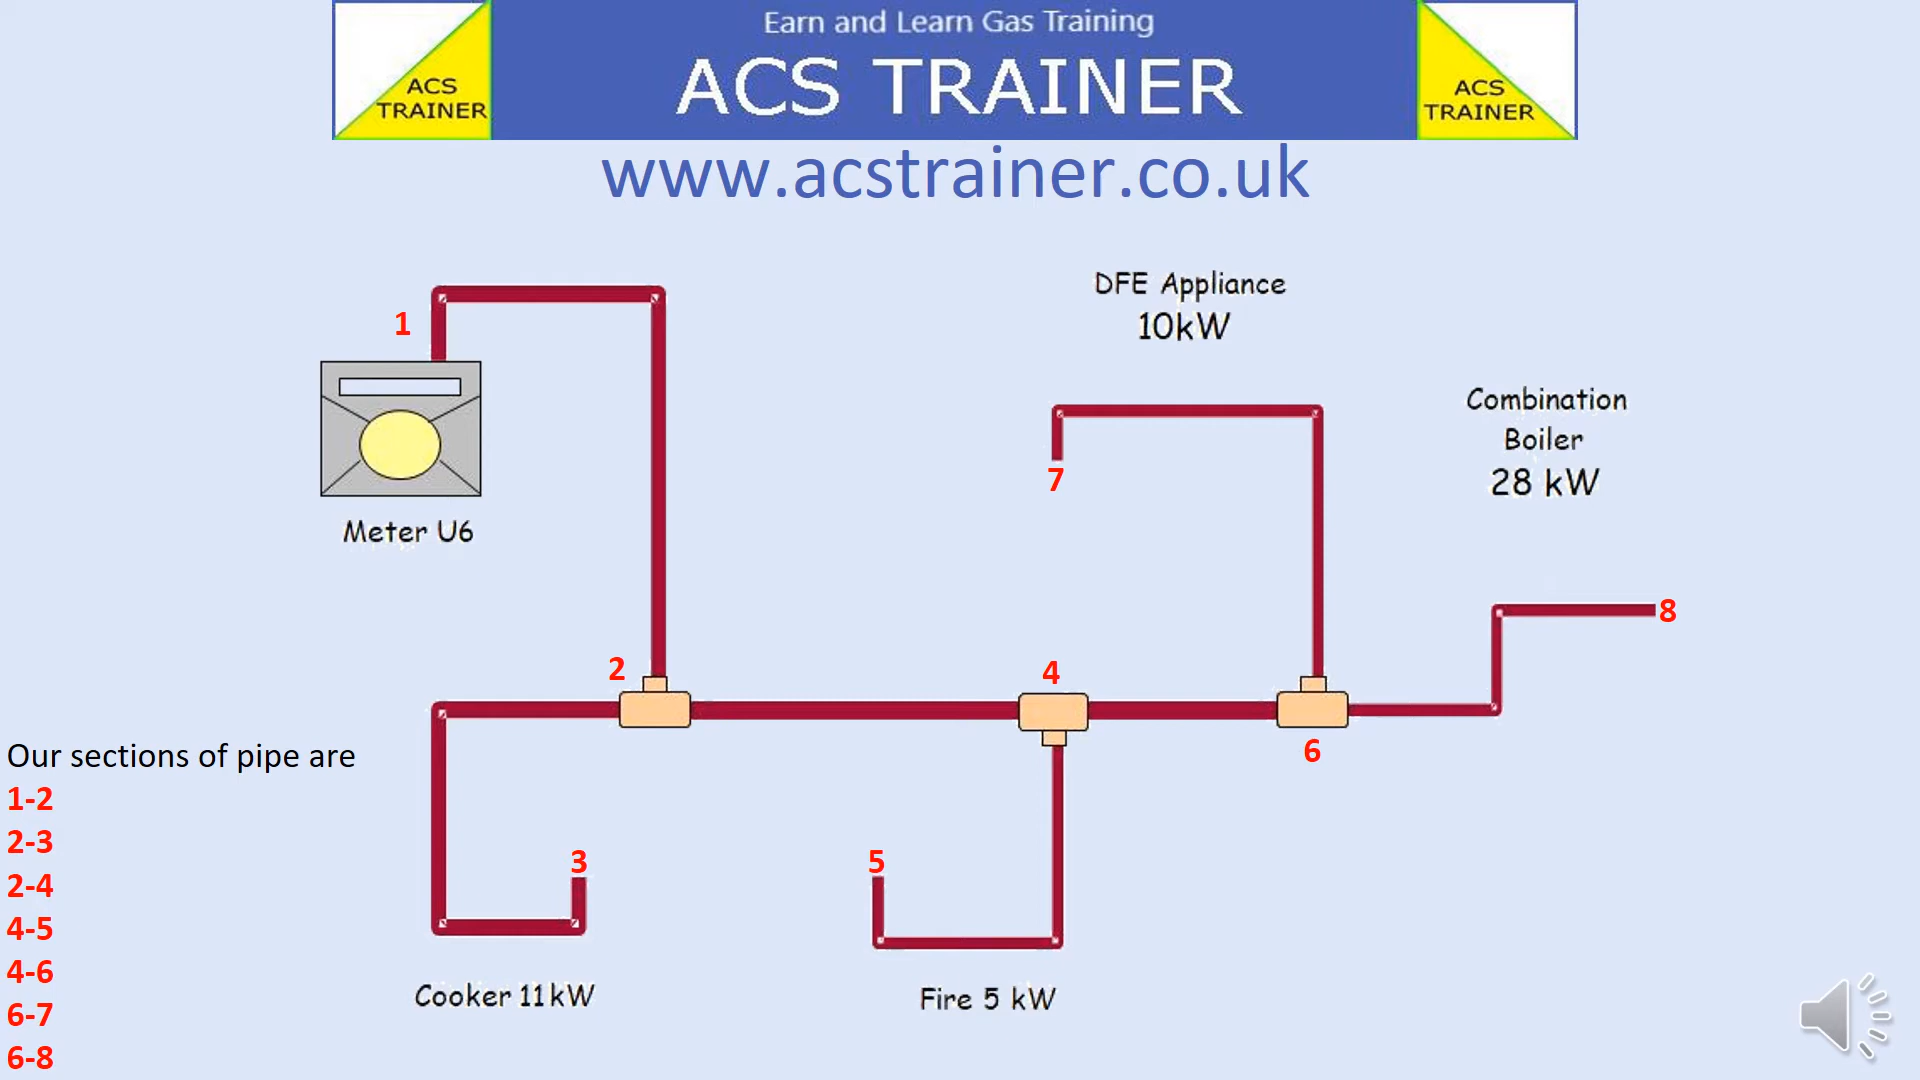 Earn and Learn Gas Training
ACS TRAINER
ACS
TRAINER
ACS
TRAINER
www.acstrainer.co.uk
DFE Appliance
10kW
1
Combination
Boiler
28 kW
7
Meter U6
8
2
4
6
Our sections of pipe are
1-2
2-3
2-4
4-5
4-6
6-7
6-8
3
5
Cooker 11kW
Fire 5 kW